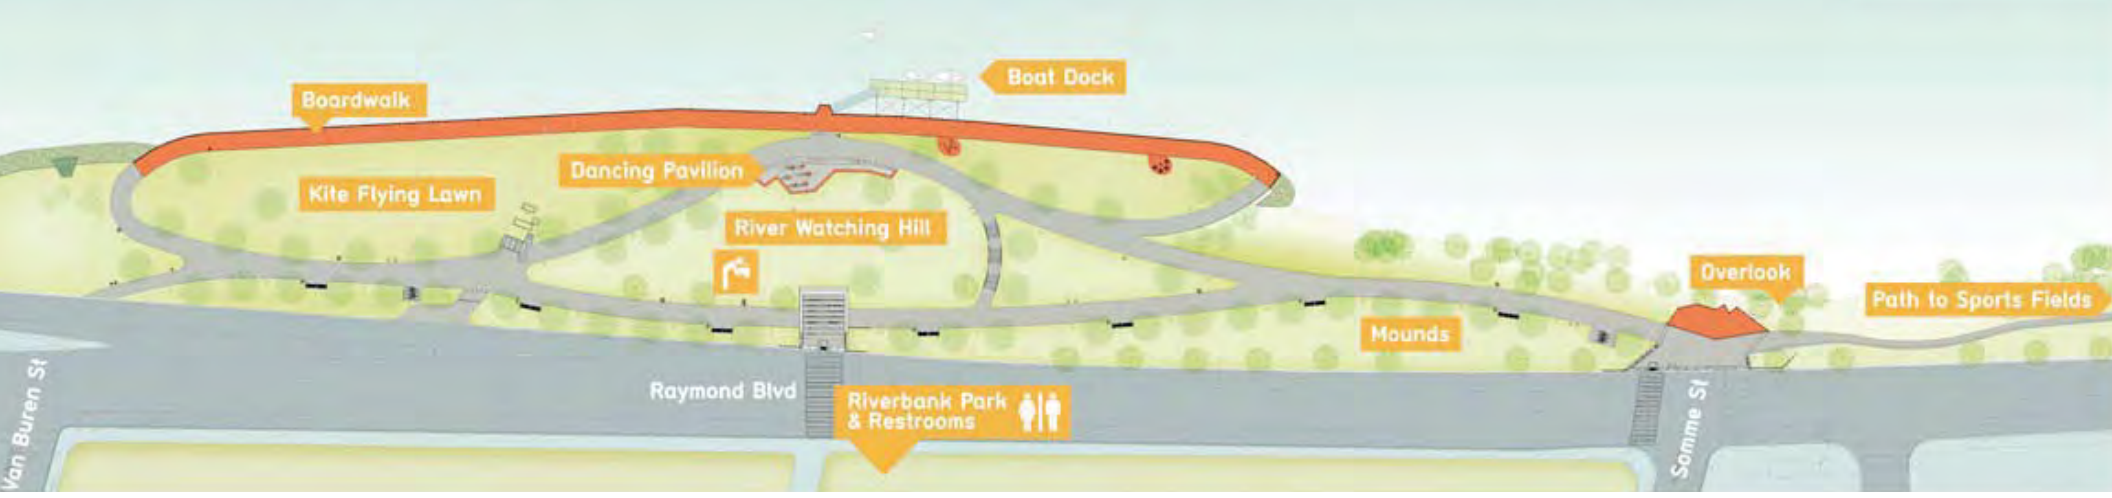 Boat Dock
Boardwalk
Dancing Pavilion
Kite Flying Lawn
River Watching Hill
Overlook
Path to Sports Fields
Mounds
Raymond Blvd
Riverbank Park
& Restrooms
Van Buren St
Somme St